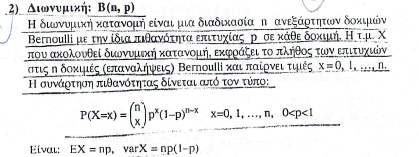 2) Διωνυμική: B(n, p)
Η διωνυμική κατανομή είναι μια διαδικασία n ανεξάρτητων δοκιμών
Bernoulli με την ίδια πιθανότητα επιτυχίας p σε κάθε δοκιμή. Η τ.μ. X
που ακολουθεί διωνυμική κατανομή, εκφράζει το πλήθος των επιτυχιών
στις n δοκιμές (επαναλήψεις) Bernoulli και παίρνει τιμές x=0, 1, ..., n.
Η συνάρτηση πιθανότητας δίνεται από τον τύπο:
P(X=x) = (n x) p^x (1-p)^{n-x} x=0, 1, ..., n, 0<p<1
Είναι: EX = np, varX = np(1-p)